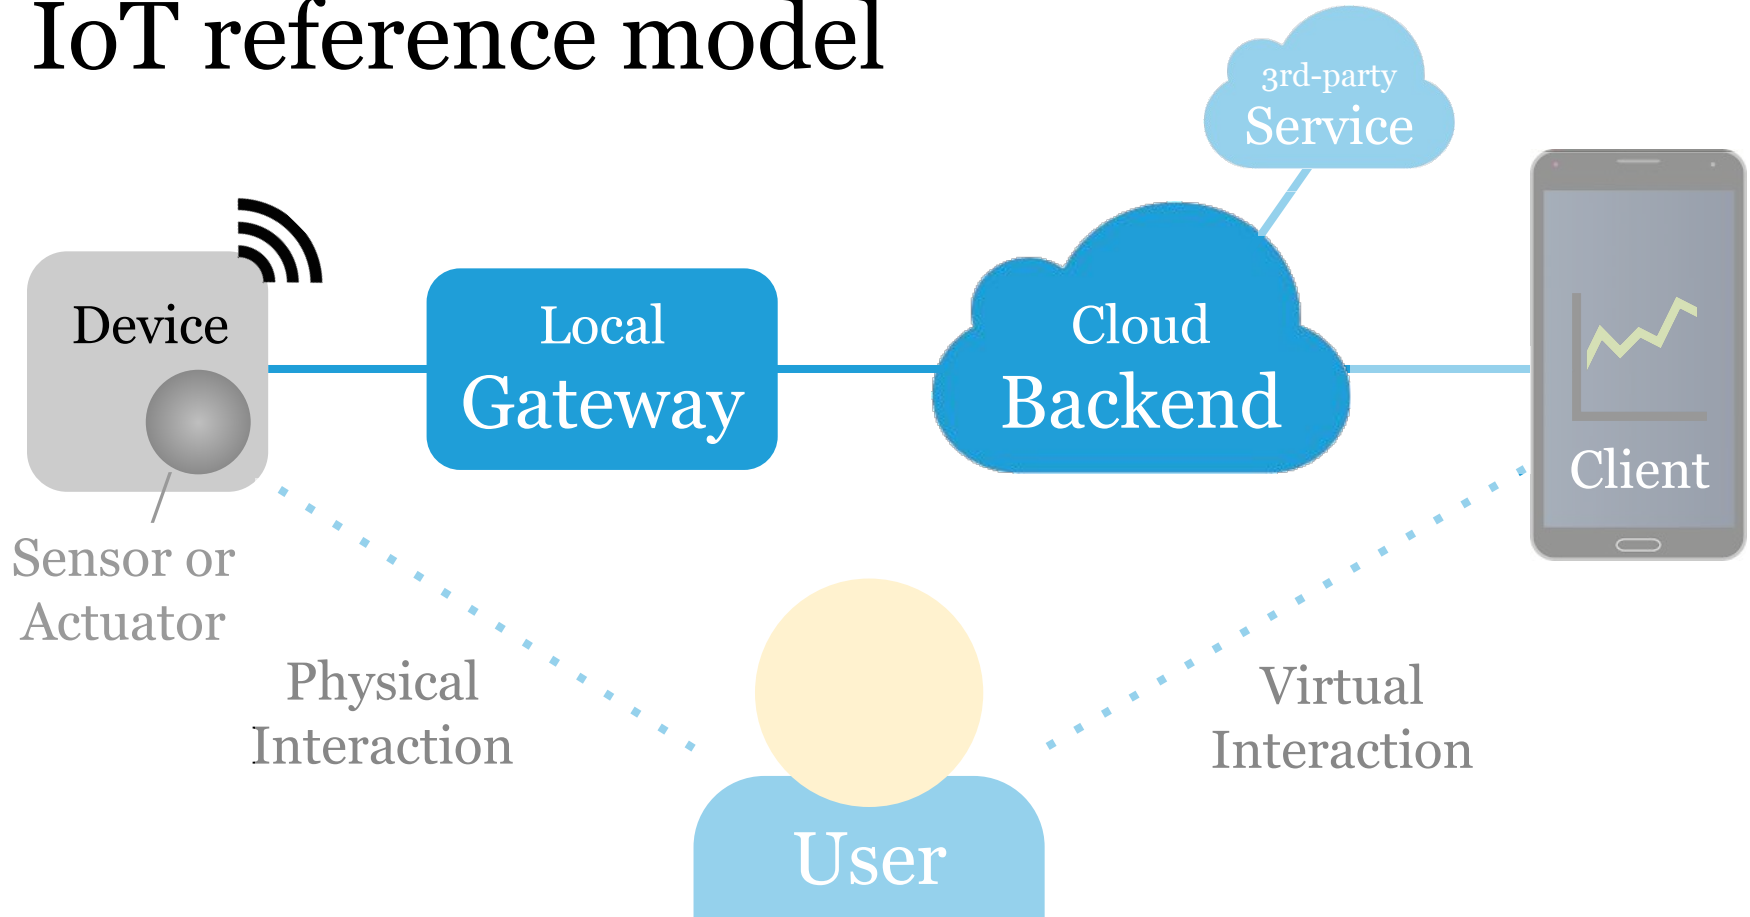 IoT reference model
3rd-party
Service
Device
Local
Gateway
Cloud
Backend
Client
Sensor or
Actuator
Physical
Interaction
Virtual
Interaction
User